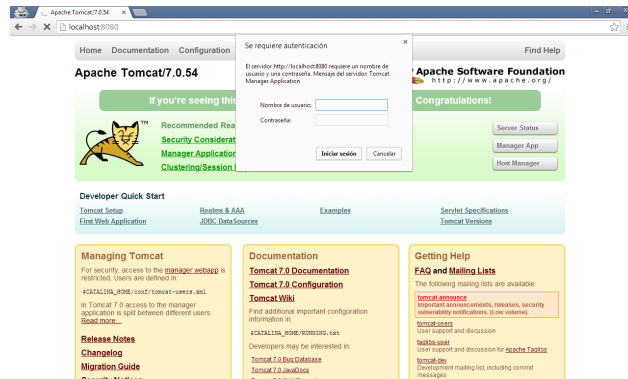 Apache Tomcat/7.0.54
localhost:8080
Home Documentation Configuration
Find Help
Se requiere autenticación
El servidor http://localhost:8080 requiere un nombre de
usuario y una contraseña. Mensaje del servidor: Tomcat
Manager Application
Nombre de usuario:
Contraseña:
Iniciar sesión Cancelar
Apache Tomcat/7.0.54
Apache Software Foundation
http://www.apache.org/
If you're seeing this
Congratulations!
TM
Recommended Rea
Security Considerat
Manager Application
Clustering/Session
Server Status
Manager App
Host Manager
Developer Quick Start
Tomcat Setup
First Web Application
Realms & AAA
JDBC DataSources
Examples
Servlet Specifications
Tomcat Versions
Managing Tomcat
For security, access to the manager webapp is
restricted. Users are defined in:
$CATALINA_HOME/conf/tomcat-users.xml
In Tomcat 7.0 access to the manager
application is split between different users.
Read more...
Release Notes
Changelog
Migration Guide
Security Notices
Documentation
Tomcat 7.0 Documentation
Tomcat 7.0 Configuration
Tomcat Wiki
Find additional important configuration
information in:
$CATALINA_HOME/RUNNING.txt
Developers may be interested in:
Tomcat 7.0 Bug Database
Tomcat 7.0 JavaDocs
Getting Help
FAQ and Mailing Lists
The following mailing lists are available:
tomcat-announce
Important announcements, releases, security
vulnerability notifications. (Low volume).
tomcat-users
User support and discussion
taglibs-user
User support and discussion for Apache Taglibs
tomcat-dev
Development mailing list, including commit
messages